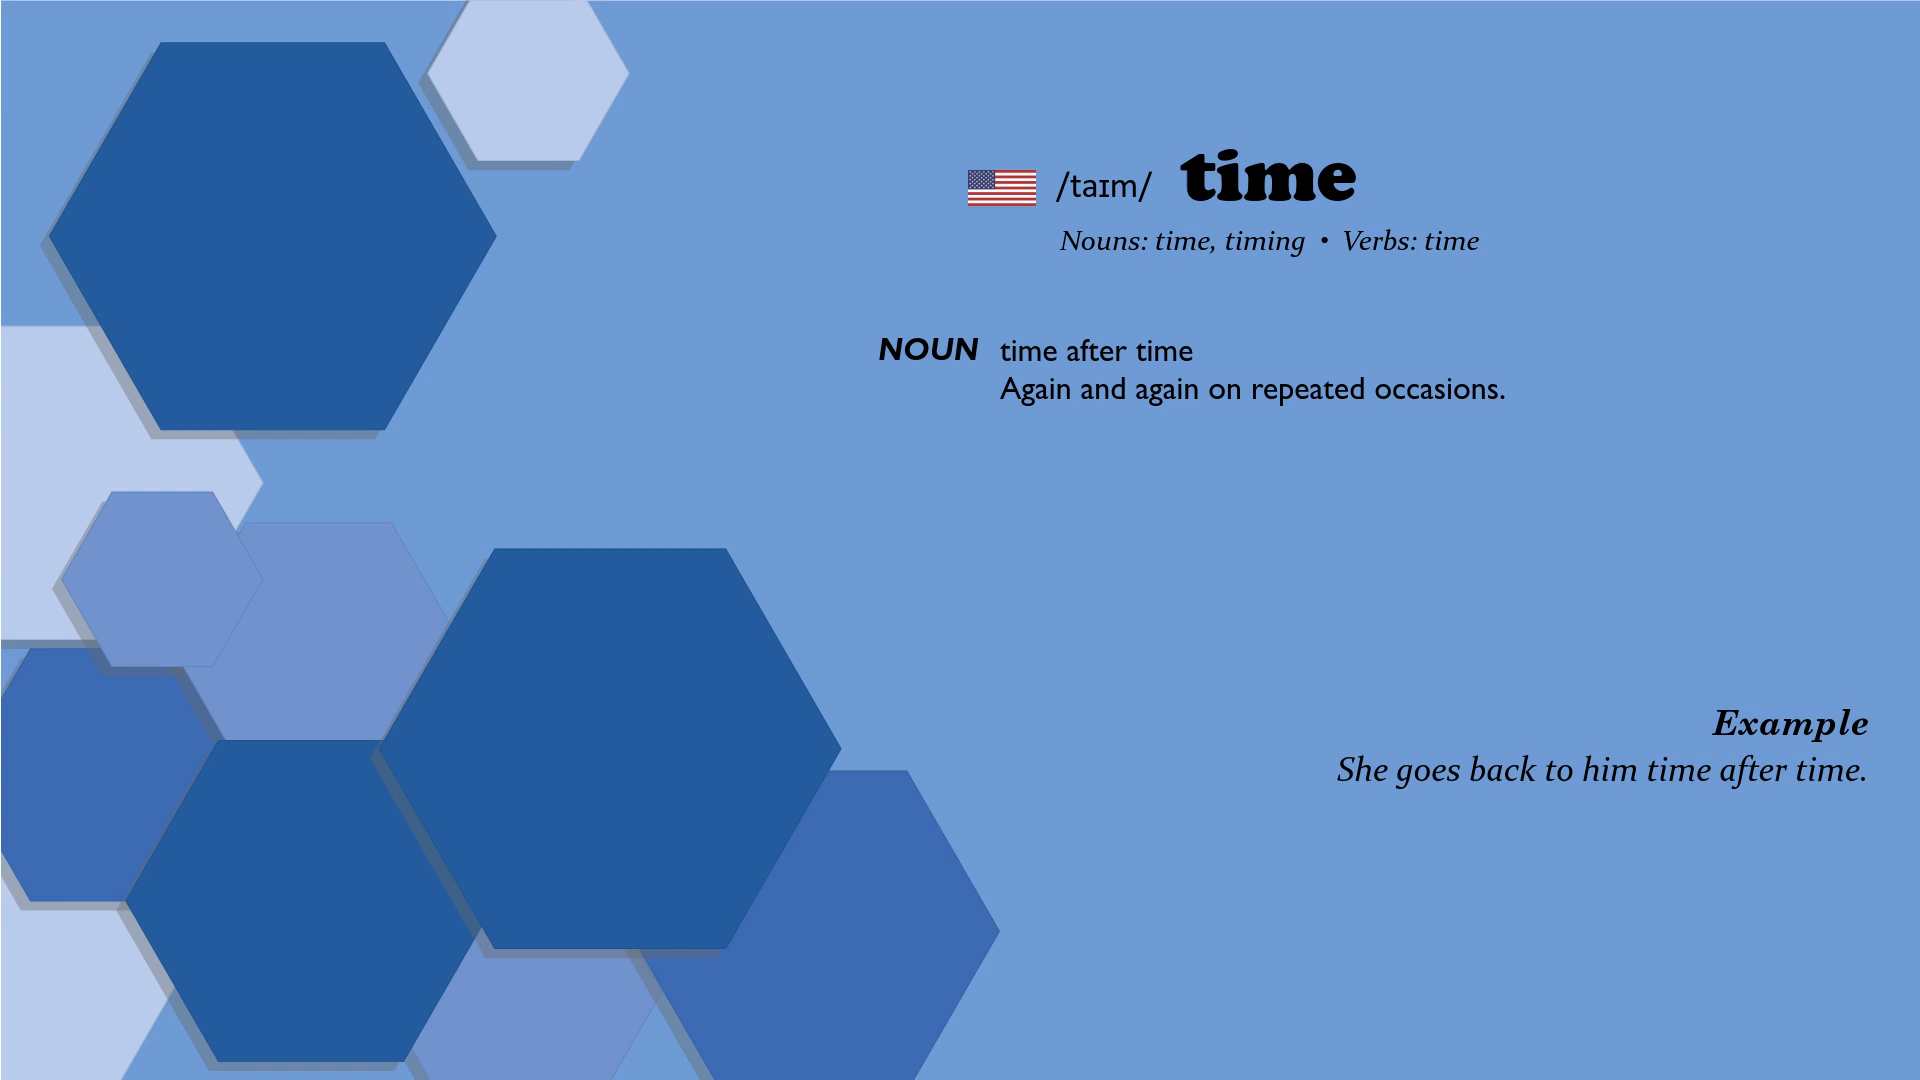 /taɪm/ time
Nouns: time, timing • Verbs: time
NOUN time after time
Again and again on repeated occasions.
Example
She goes back to him time after time.